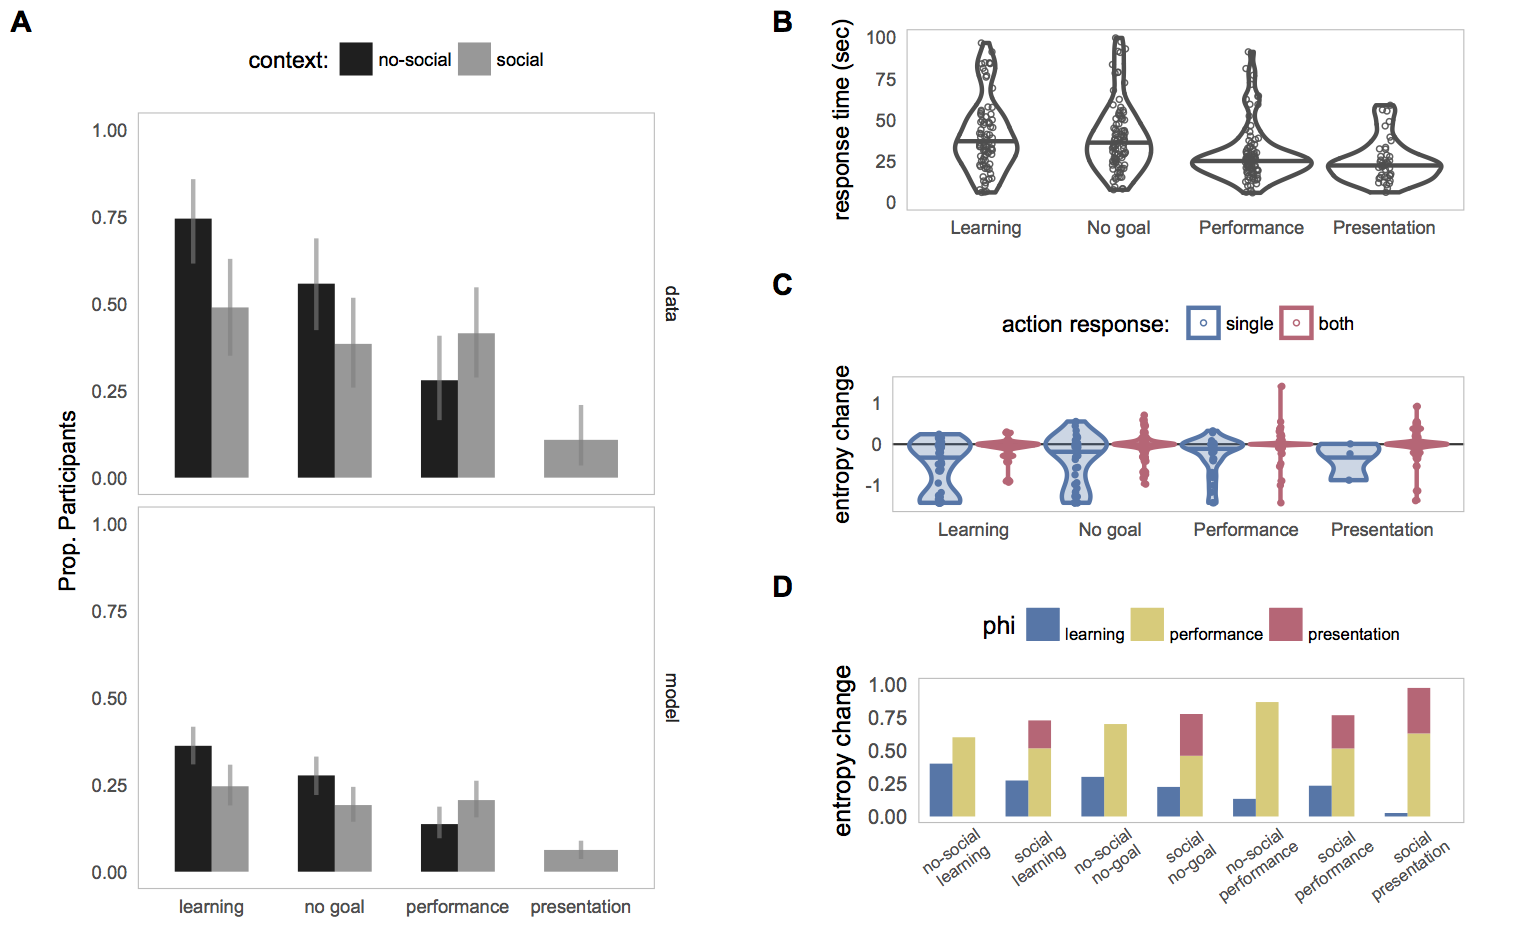 A
context: no-social social
1.00
0.75
0.50
0.25
0.00
data
1.00
0.75
0.50
0.25
0.00
model
Prop. Participants
learning no goal performance presentation
B
response time (sec)
100
75
50
25
0
Learning No goal Performance Presentation
C
action response: single both
entropy change
1
0
-1
Learning No goal Performance Presentation
D
phi learning performance presentation
entropy change
1.00
0.75
0.50
0.25
0.00
no-social
learning
social
learning
no-social
no-goal
social
no-goal
no-social
performance
social
performance
social
presentation